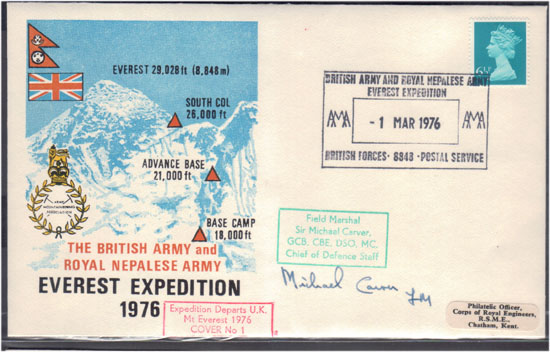 EVEREST 29,028 ft (8,848m)
SOUTH COL
26,000 ft
ADVANCE BASE
21,000 ft
BASE CAMP
18,000 ft
THE BRITISH ARMY and
ROYAL NEPALESE ARMY
EVEREST EXPEDITION
1976
Expedition Departs U.K.
Mt Everest 1976
COVER No 1
BRITISH ARMY AND ROYAL NEPALESE ARMY
EVEREST EXPEDITION
AMA
- 1 MAR 1976
AMA
BRITISH FORCES · 8848 · POSTAL SERVICE
Field Marshal
Sir Michael Carver,
GCB, CBE, DSO, MC,
Chief of Defence Staff
Michael Carver FM
Philatelic Officer,
Corps of Royal Engineers,
R.S.M.E.,
Chatham, Kent.